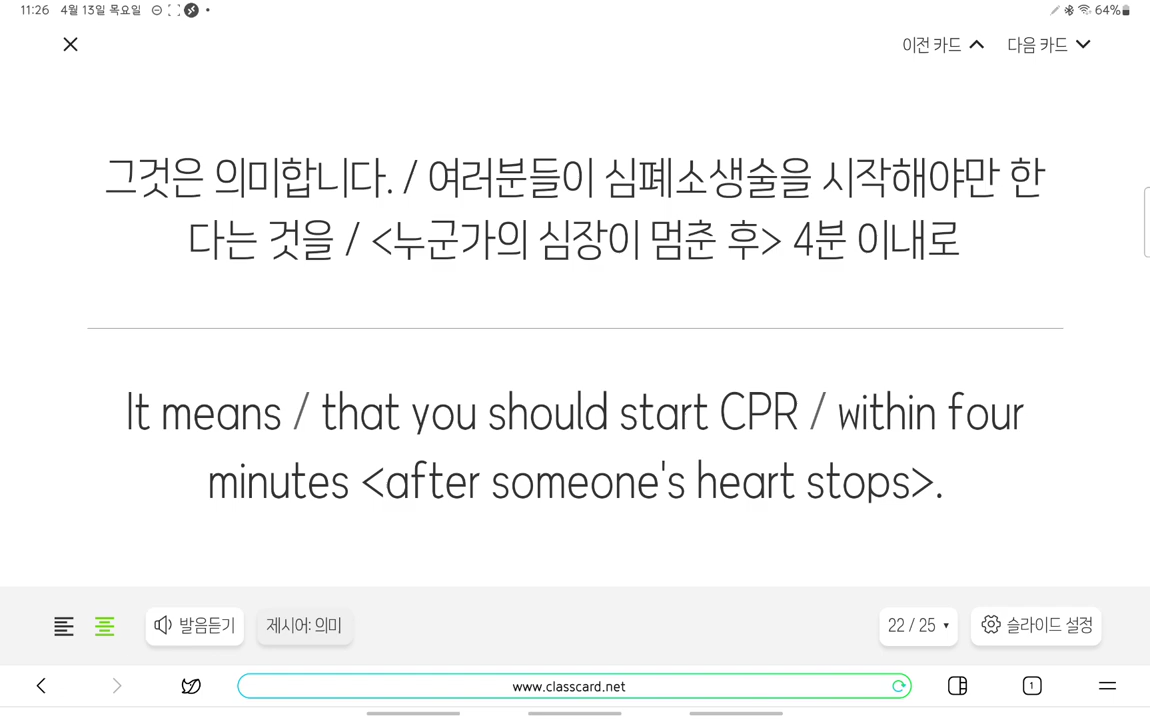 11:26 4월 13일 목요일 64%
이전 카드 다음 카드
그것은 의미합니다. / 여러분들이 심폐소생술을 시작해야만 한
다는 것을 / <누군가의 심장이 멈춘 후> 4분 이내로
It means / that you should start CPR / within four
minutes <after someone's heart stops>.
발음듣기 제시어: 의미 22 / 25 슬라이드 설정
www.classcard.net 1